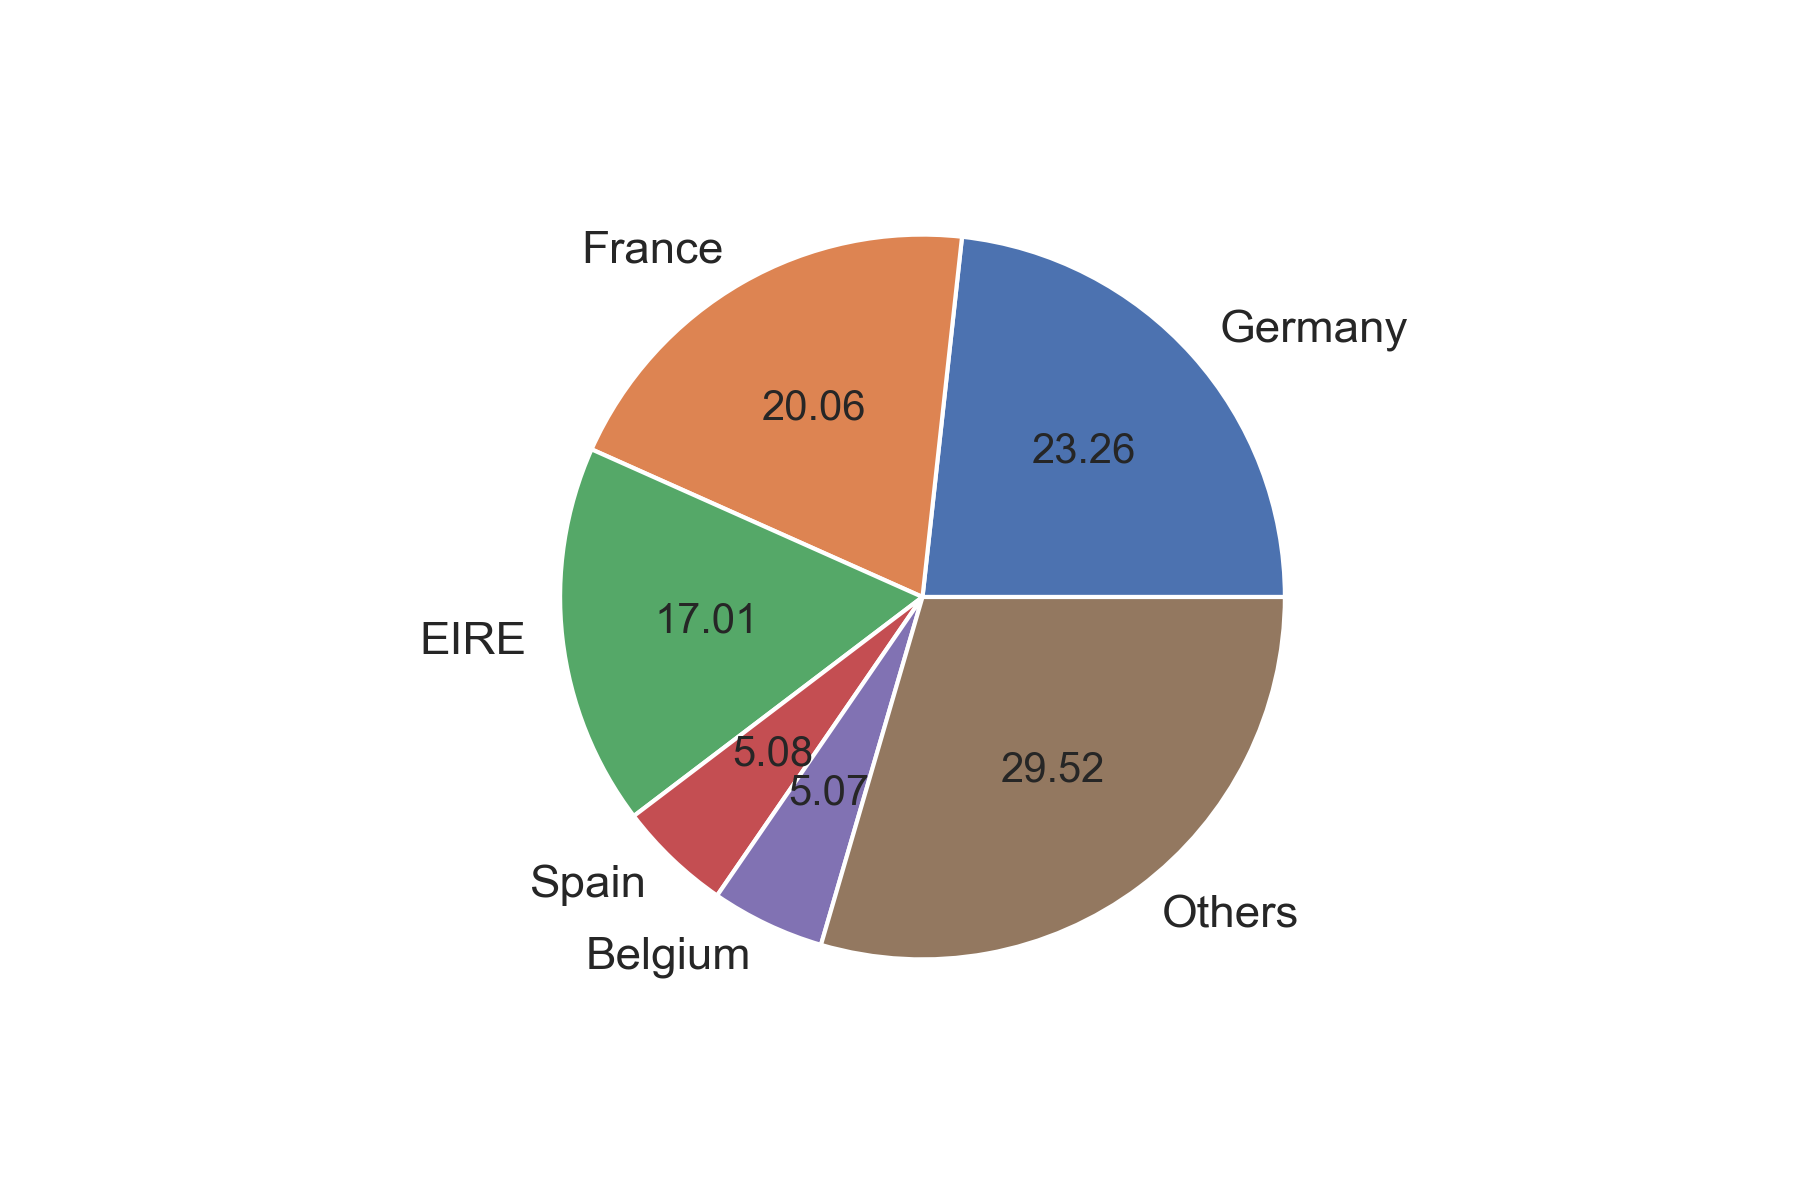 France
Germany
20.06
23.26
17.01
EIRE
5.08
5.07
29.52
Spain
Others
Belgium